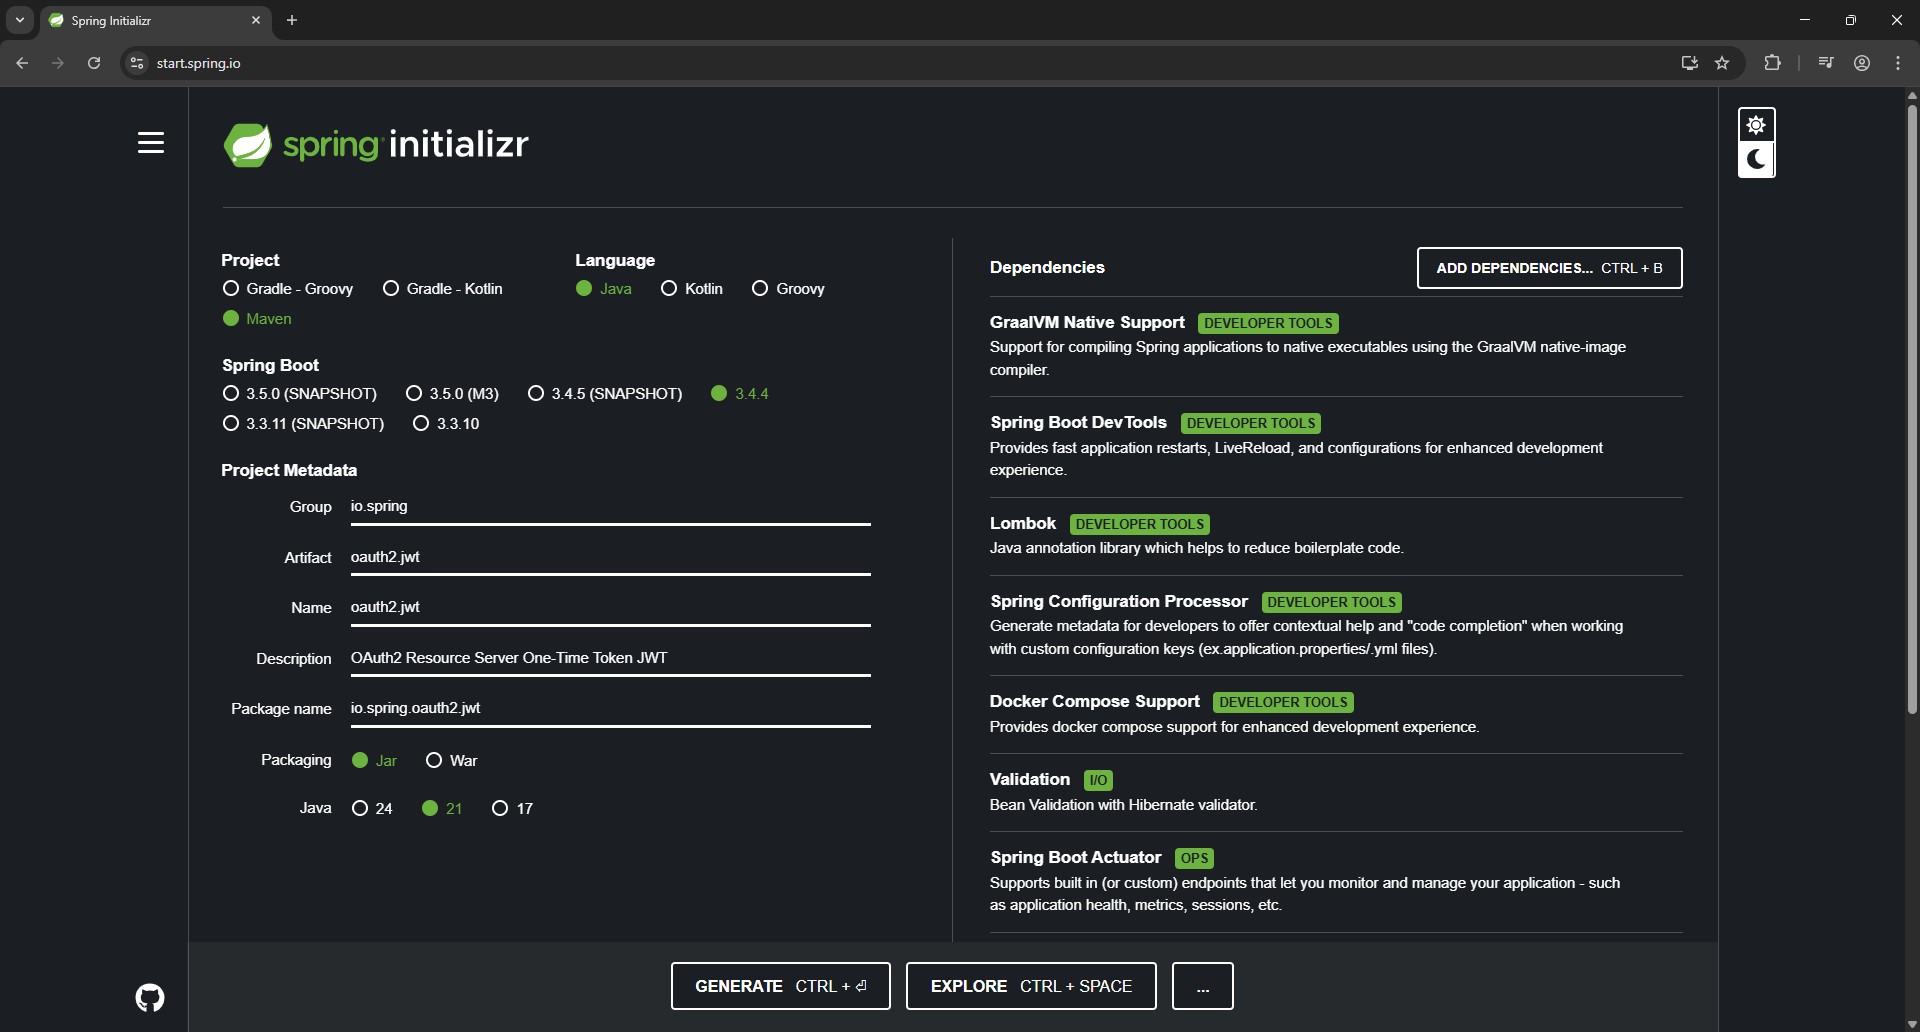 Spring Initializr
start.spring.io
spring initializr
Project
Gradle - Groovy Gradle - Kotlin
Maven
Language
Java Kotlin Groovy
Spring Boot
3.5.0 (SNAPSHOT) 3.5.0 (M3) 3.4.5 (SNAPSHOT) 3.4.4
3.3.11 (SNAPSHOT) 3.3.10
Project Metadata
Group io.spring
Artifact oauth2.jwt
Name oauth2.jwt
Description OAuth2 Resource Server One-Time Token JWT
Package name io.spring.oauth2.jwt
Packaging Jar War
Java 24 21 17
Dependencies ADD DEPENDENCIES... CTRL + B
GraalVM Native Support DEVELOPER TOOLS
Support for compiling Spring applications to native executables using the GraalVM native-image
compiler.
Spring Boot DevTools DEVELOPER TOOLS
Provides fast application restarts, LiveReload, and configurations for enhanced development
experience.
Lombok DEVELOPER TOOLS
Java annotation library which helps to reduce boilerplate code.
Spring Configuration Processor DEVELOPER TOOLS
Generate metadata for developers to offer contextual help and "code completion" when working
with custom configuration keys (ex.application.properties/.yml files).
Docker Compose Support DEVELOPER TOOLS
Provides docker compose support for enhanced development experience.
Validation I/O
Bean Validation with Hibernate validator.
Spring Boot Actuator OPS
Supports built in (or custom) endpoints that let you monitor and manage your application - such
as application health, metrics, sessions, etc.
GENERATE CTRL + ⏎ EXPLORE CTRL + SPACE ...